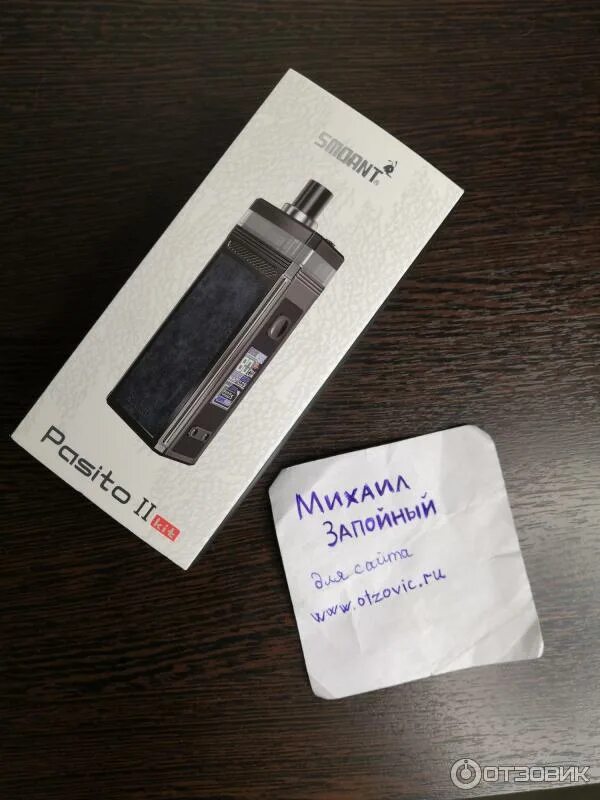 SMOANT
Pasito II kit
МИХАИЛ
ЗАПОЙНЫЙ
для сайта
www.otzovic.ru
ОТЗОВИК